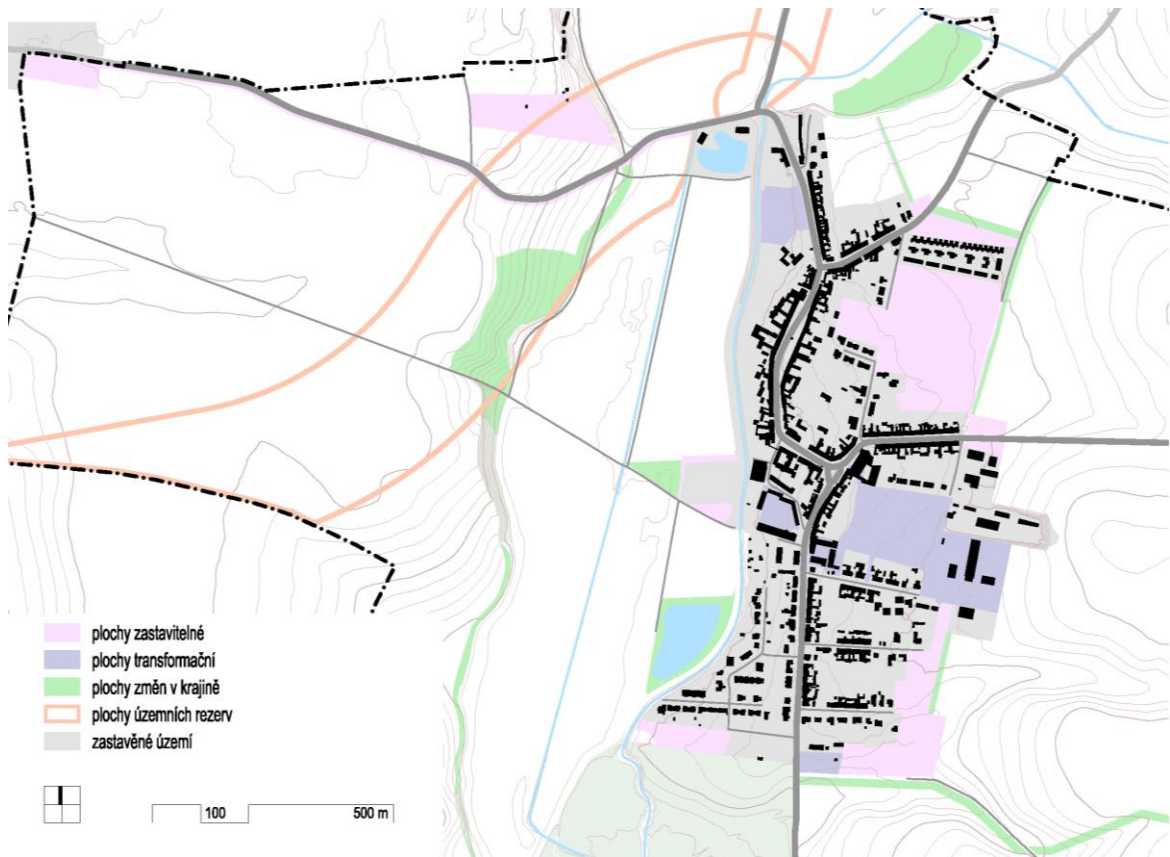 plochy zastavitelné
plochy transformační
plochy změn v krajině
plochy územních rezerv
zastavěné území
100 500 m